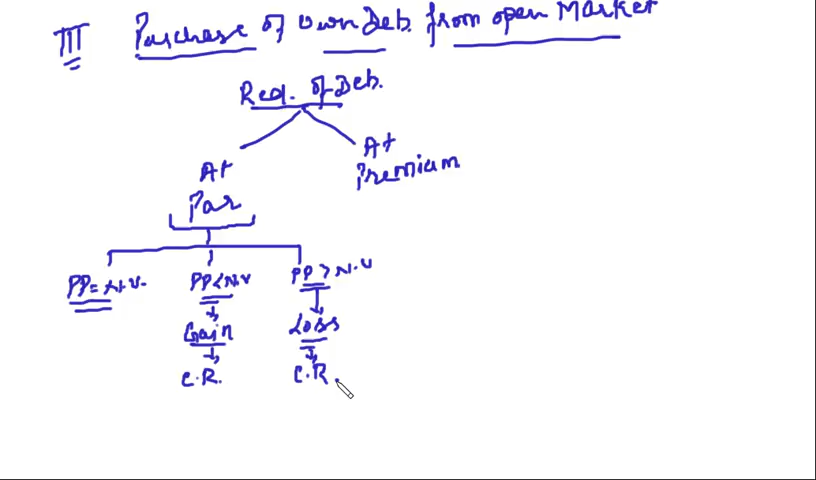 III Purchase of Own Deb. from open Market
Red. of Deb.
At
Par
At
Premium
PP = N.V.
PP < N.V
PP > N.V
Gain
Loss
C.R.
C.R.